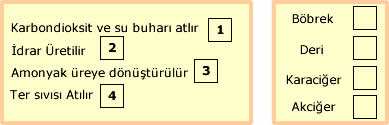 Karbondioksit ve su buharı atlır 1
İdrar Üretilir 2
Amonyak üreye dönüştürülür 3
Ter sıvısı Atılır 4
Böbrek
Deri
Karaciğer
Akciğer